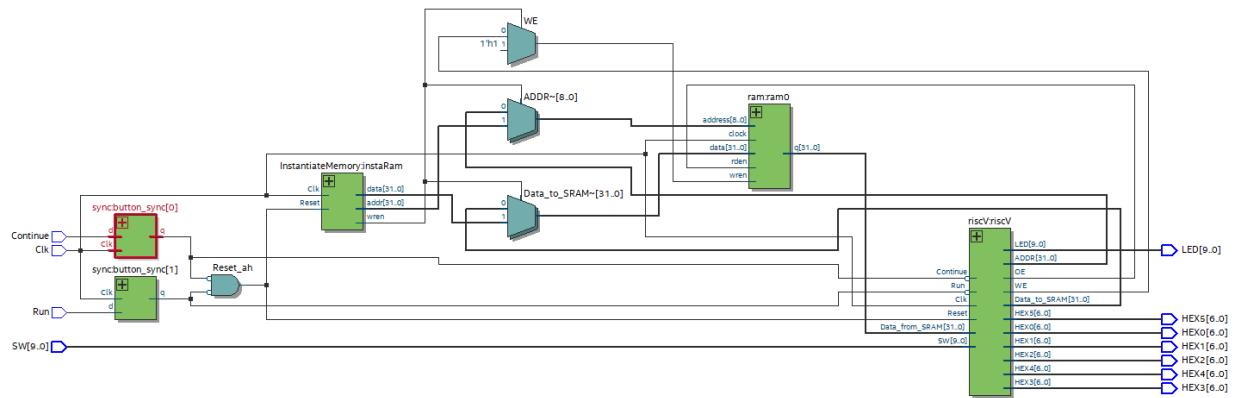 WE
0
1'h1 1
ADDR~[8..0]
0
1
ram:ram0
address[8..0]
clock
data[31..0]
rden
wren
q[31..0]
InstantiateMemory:instaRam
Clk
Reset
data[31..0]
addr[31..0]
wren
Data_to_SRAM~[31..0]
0
1
sync:button_sync[0]
d
Clk
q
Continue
Clk
sync:button_sync[1]
Clk
d
q
Run
Reset_ah
SW[9..0]
riscV:riscV
Continue
Run
Clk
Reset
Data_from_SRAM[31..0]
SW[9..0]
LED[9..0]
ADDR[31..0]
OE
WE
Data_to_SRAM[31..0]
HEX5[6..0]
HEX0[6..0]
HEX1[6..0]
HEX2[6..0]
HEX4[6..0]
HEX3[6..0]
LED[9..0]
HEX5[6..0]
HEX0[6..0]
HEX1[6..0]
HEX2[6..0]
HEX4[6..0]
HEX3[6..0]